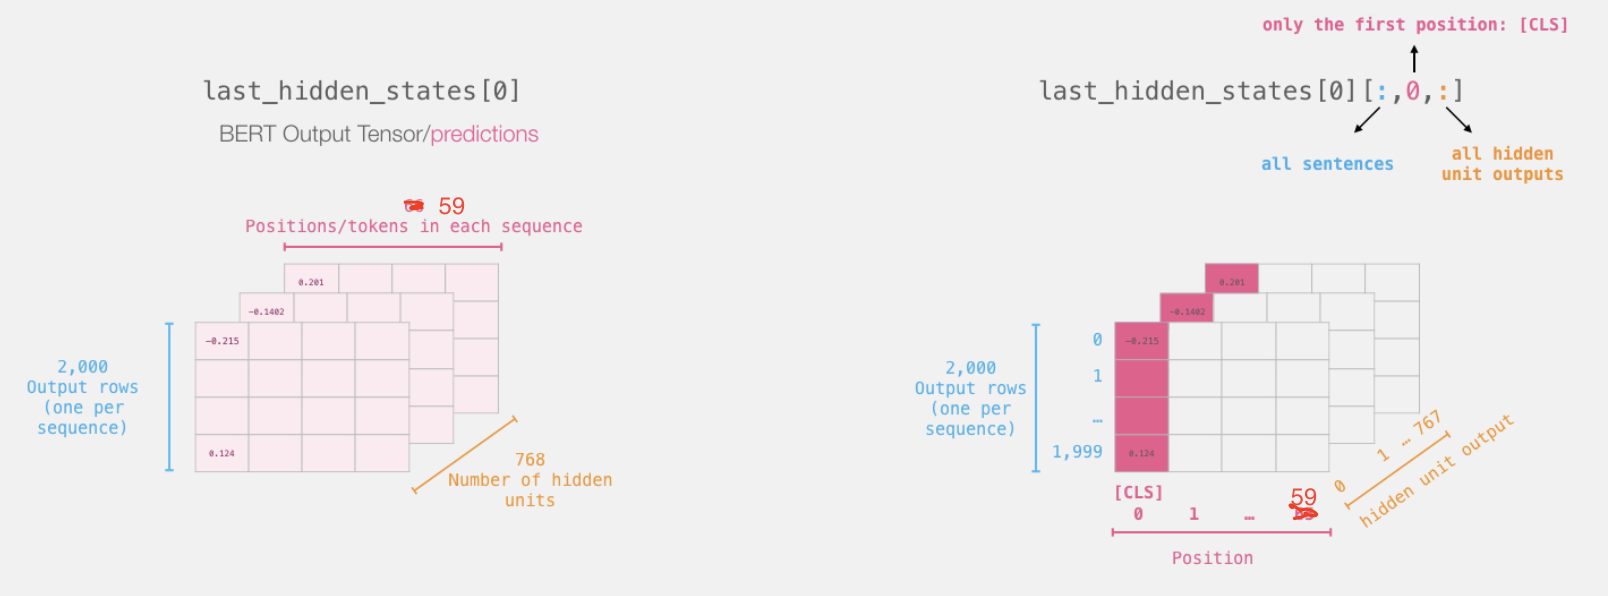 last_hidden_states[0]
BERT Output Tensor/predictions
59
Positions/tokens in each sequence
0.201
-0.1402
-0.215
0.124
2,000
Output rows
(one per
sequence)
768
Number of hidden
units
only the first position: [CLS]
last_hidden_states[0][:,0,:]
all sentences
all hidden
unit outputs
0.201
-0.1402
-0.215
0.124
2,000
Output rows
(one per
sequence)
0
1
…
1,999
[CLS]
59
0 1 …
Position
0 1 … 767
hidden unit output